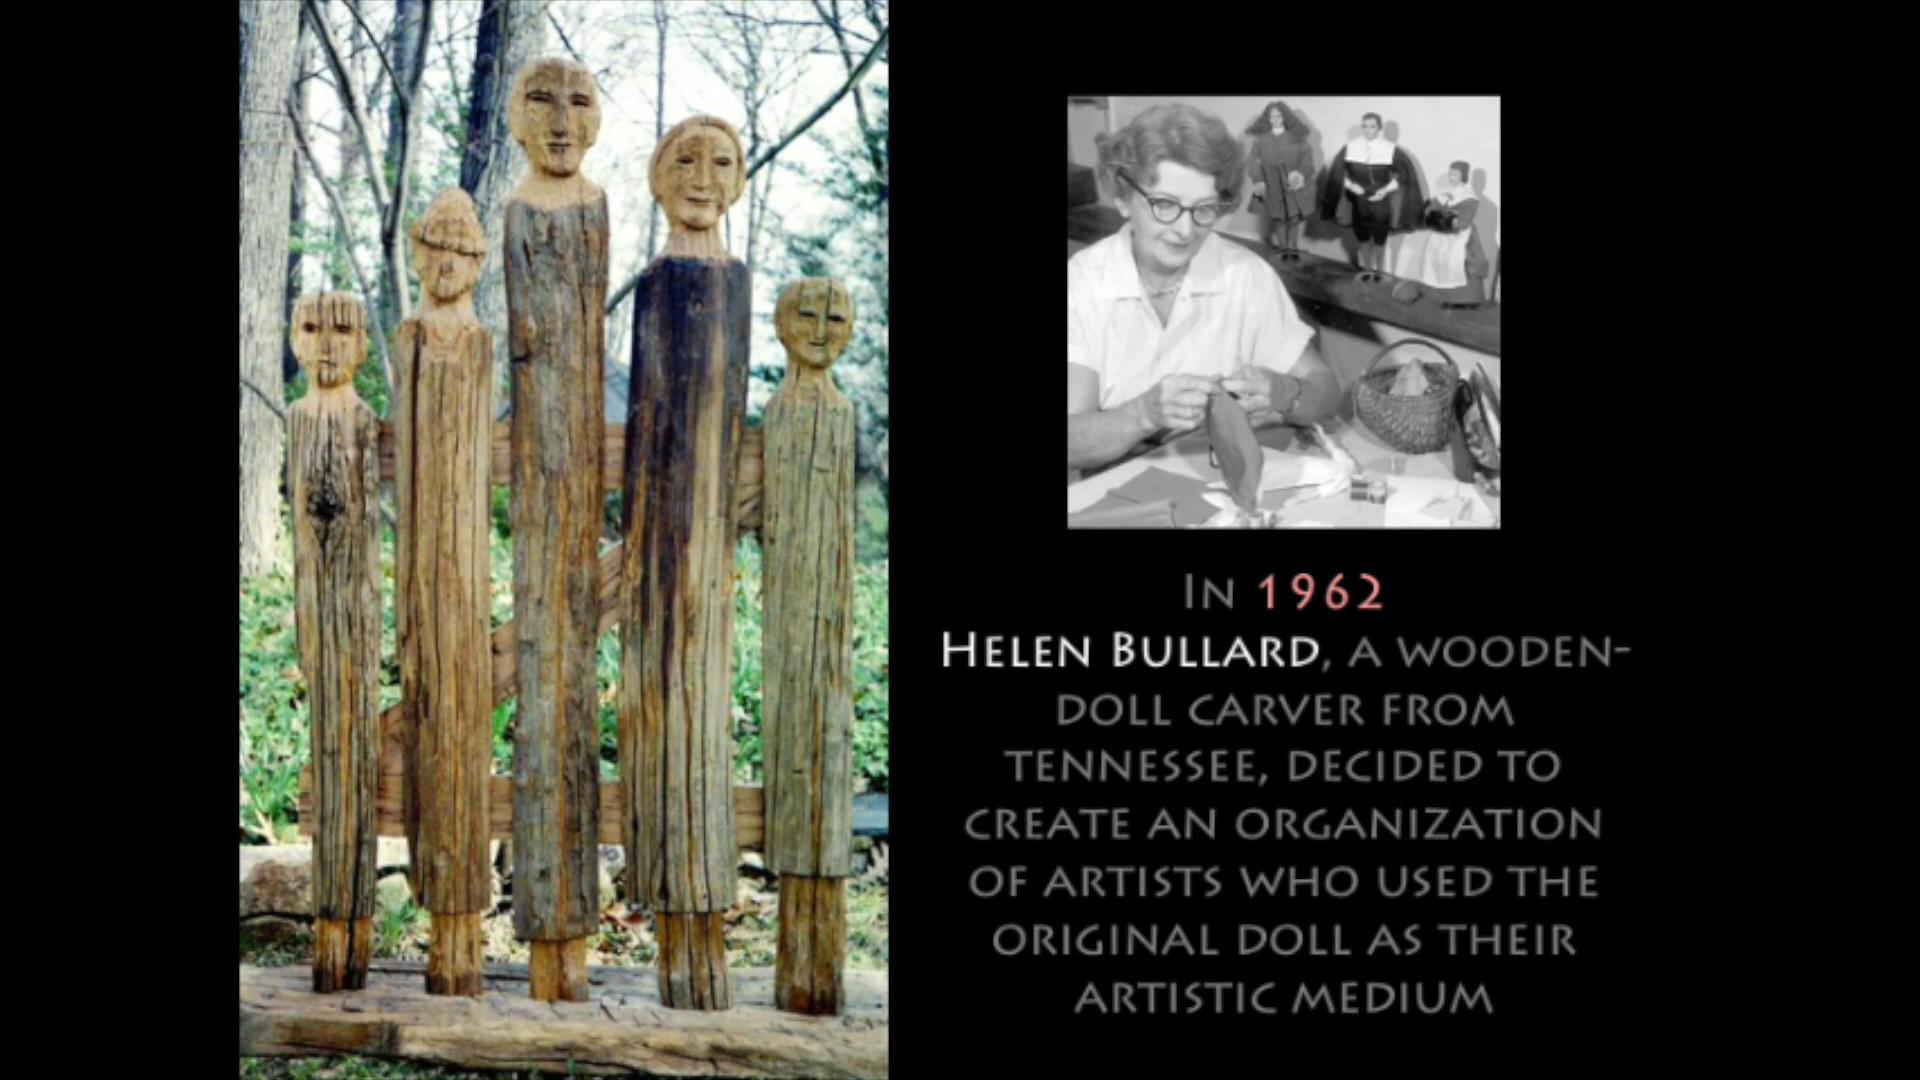 In 1962
Helen Bullard, a wooden-
doll carver from
Tennessee, decided to
create an organization
of artists who used the
original doll as their
artistic medium